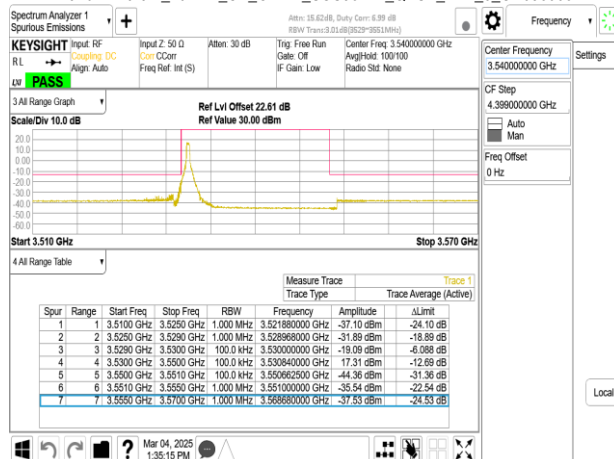 Spectrum Analyzer 1
Spurious Emissions
Attn: 15.62dB, Duty Corr: 6.99 dB
RBW Trans:3.01dB(3529~3551MHz)
Frequency
Settings
KEYSIGHT Input: RF Input Z: 50 Ω Atten: 30 dB Trig: Free Run Center Freq: 3.540000000 GHz
RL Coupling: DC Corr CCorr Gate: Off Avg|Hold: 100/100
Align: Auto Freq Ref: Int (S) IF Gain: Low Radio Std: None
LXI PASS
Center Frequency
3.540000000 GHz
CF Step
4.399000000 GHz
Auto
Man
Freq Offset
0 Hz
Local
3 All Range Graph
Scale/Div 10.0 dB
Ref Lvl Offset 22.61 dB
Ref Value 30.00 dBm
20.0
10.0
0.00
-10.0
-20.0
-30.0
-40.0
-50.0
-60.0
Start 3.510 GHz Stop 3.570 GHz
4 All Range Table
Measure Trace Trace 1
Trace Type Trace Average (Active)
Spur Range Start Freq Stop Freq RBW Frequency Amplitude ΔLimit
1 1 3.5100 GHz 3.5250 GHz 1.000 MHz 3.521880000 GHz -37.10 dBm -24.10 dB
2 2 3.5250 GHz 3.5290 GHz 1.000 MHz 3.528968000 GHz -31.89 dBm -18.89 dB
3 3 3.5290 GHz 3.5300 GHz 100.0 kHz 3.530000000 GHz -19.09 dBm -6.088 dB
4 4 3.5300 GHz 3.5500 GHz 100.0 kHz 3.530840000 GHz 17.31 dBm -12.69 dB
5 5 3.5500 GHz 3.5510 GHz 100.0 kHz 3.550662500 GHz -44.36 dBm -31.36 dB
6 6 3.5510 GHz 3.5550 GHz 1.000 MHz 3.551000000 GHz -35.54 dBm -22.54 dB
7 7 3.5550 GHz 3.5700 GHz 1.000 MHz 3.568680000 GHz -37.53 dBm -24.53 dB
Mar 04, 2025
1:35:15 PM